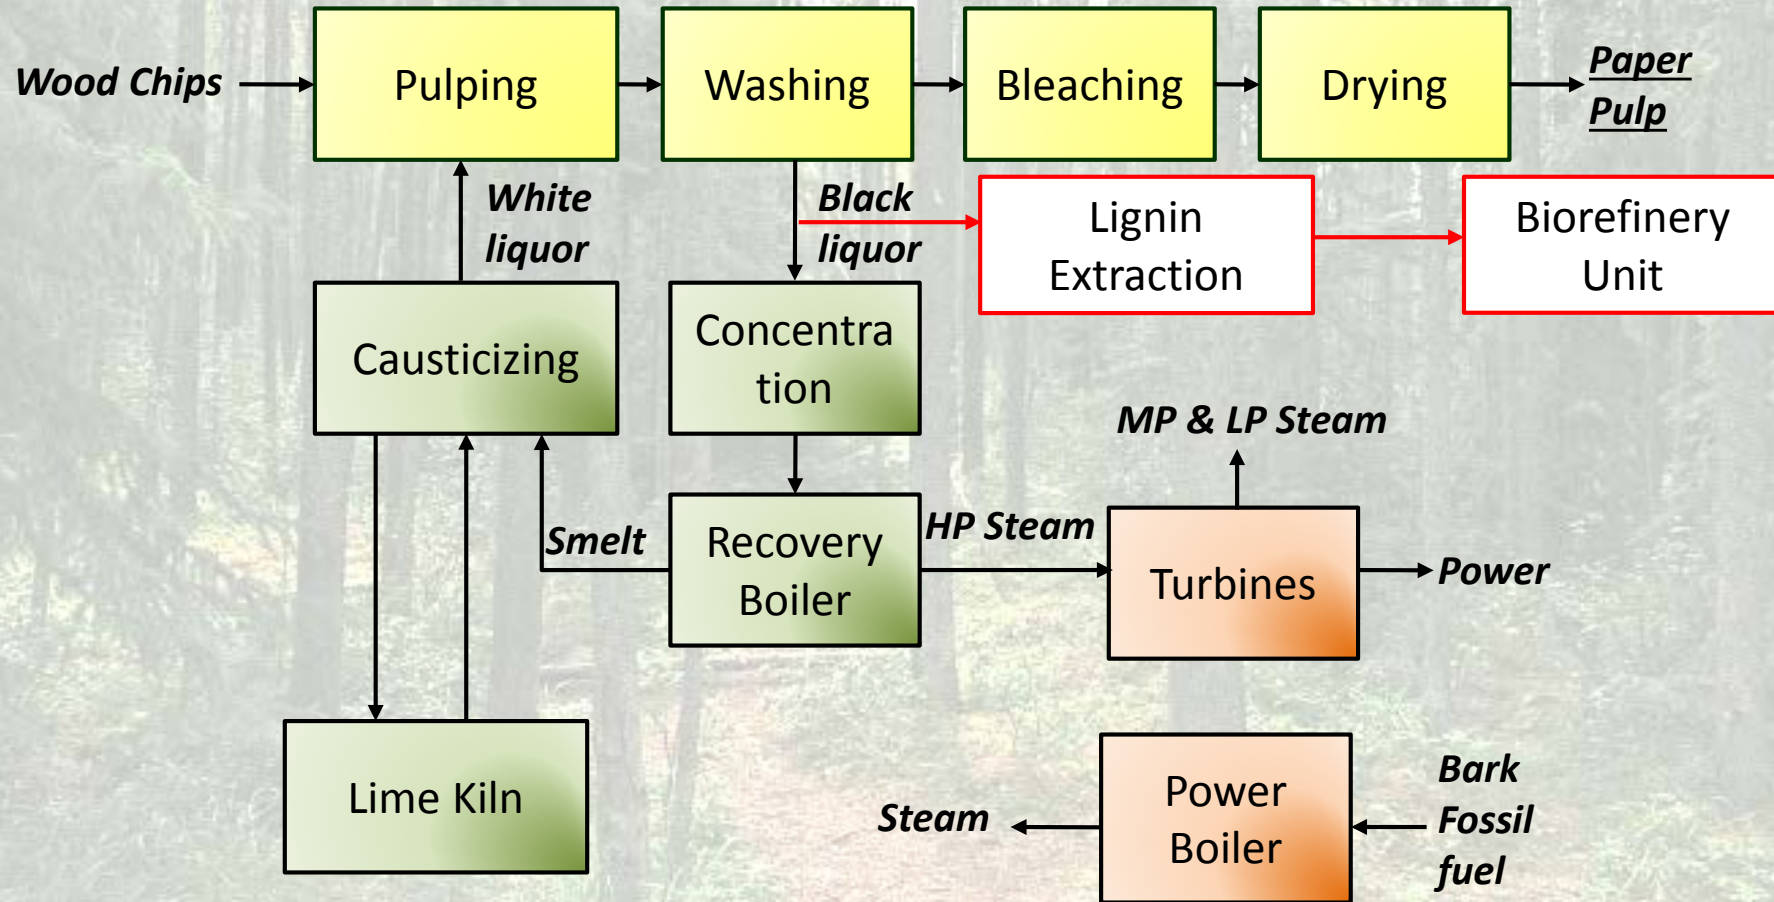 Wood Chips
Pulping
Washing
Bleaching
Drying
Paper
Pulp
White
liquor
Black
liquor
Lignin
Extraction
Biorefinery
Unit
Causticizing
Concentra
tion
MP & LP Steam
Smelt
Recovery
Boiler
HP Steam
Turbines
Power
Lime Kiln
Steam
Power
Boiler
Bark
Fossil
fuel